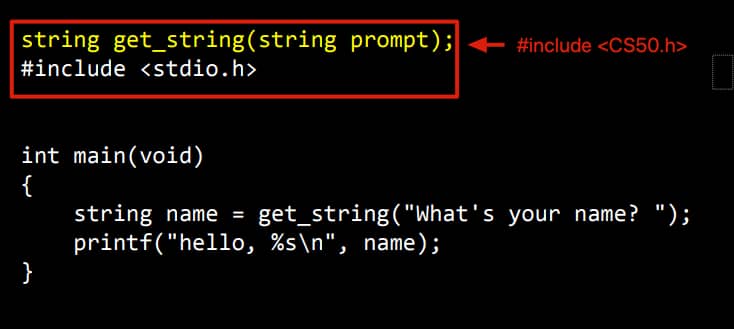 string get_string(string prompt);
#include <CS50.h>
#include <stdio.h>
int main(void)
{
    string name = get_string("What's your name? ");
    printf("hello, %s\n", name);
}